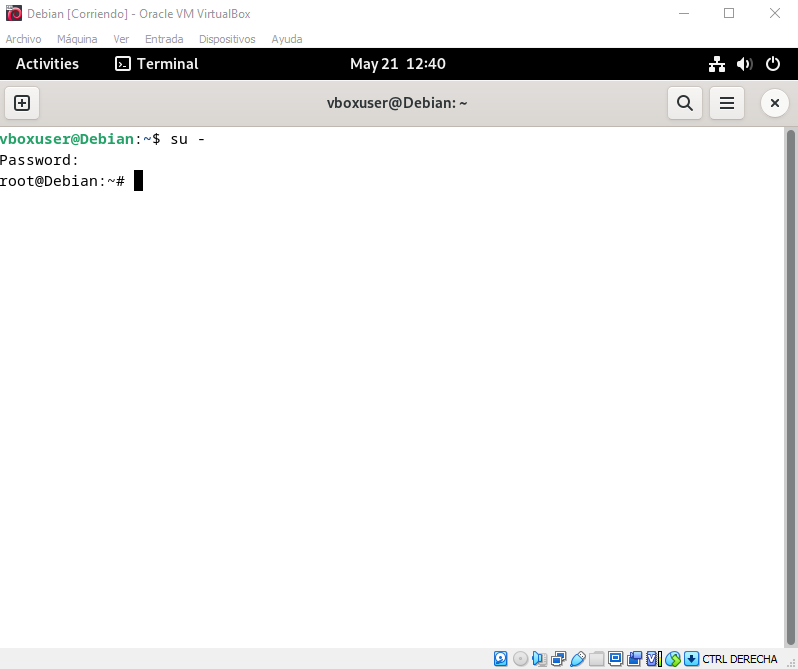 Debian [Corriendo] - Oracle VM VirtualBox
Archivo Máquina Ver Entrada Dispositivos Ayuda
Activities Terminal May 21 12:40
vboxuser@Debian: ~
vboxuser@Debian:~$ su -
Password:
root@Debian:~#
CTRL DERECHA